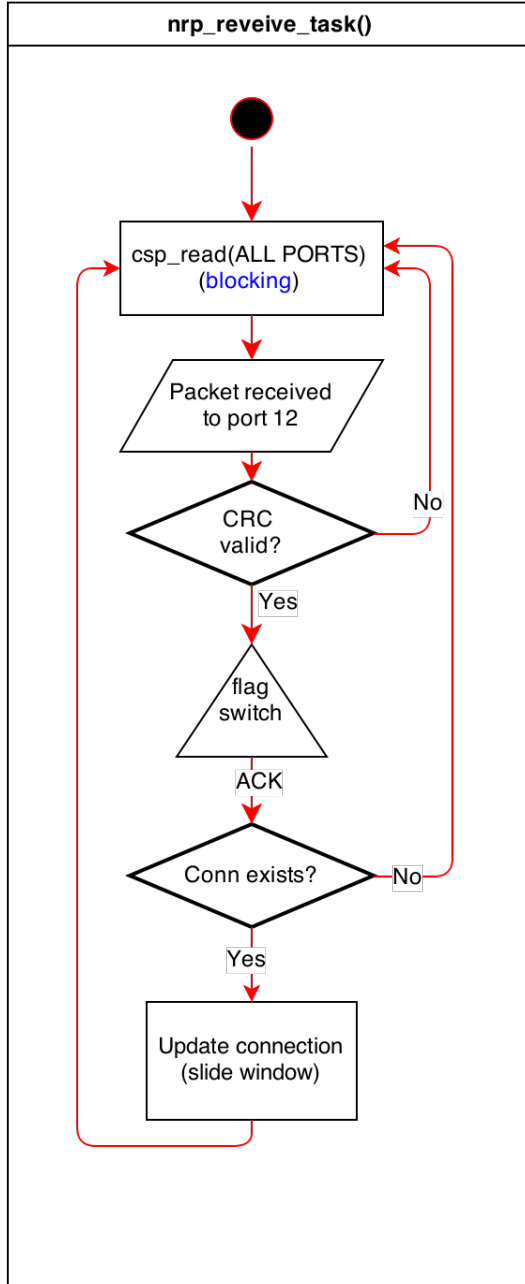 nrp_reveive_task()
csp_read(ALL PORTS)
(blocking)
Packet received
to port 12
CRC
valid?
No
Yes
flag
switch
ACK
Conn exists?
No
Yes
Update connection
(slide window)